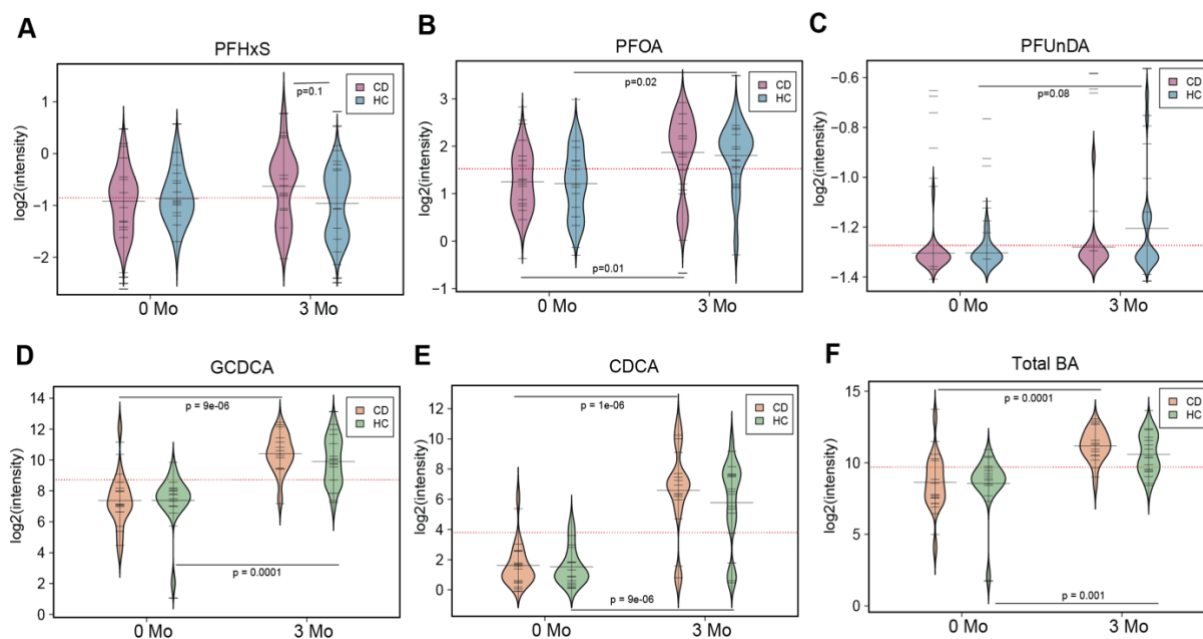 A
PFHxS
log2(intensity)
1
0
−1
−2
p=0.1
CD
HC
0 Mo
3 Mo
B
PFOA
log2(intensity)
3
2
1
0
−1
p=0.02
p=0.01
CD
HC
0 Mo
3 Mo
C
PFUnDA
log2(intensity)
−0.6
−0.8
−1.0
−1.2
−1.4
p=0.08
CD
HC
0 Mo
3 Mo
D
GCDCA
log2(intensity)
14
12
10
8
6
4
2
0
p = 9e-06
p = 0.0001
CD
HC
0 Mo
3 Mo
E
CDCA
log2(intensity)
12
10
8
6
4
2
0
p = 1e-06
p = 9e-06
CD
HC
0 Mo
3 Mo
F
Total BA
log2(intensity)
15
10
5
0
p = 0.0001
p = 0.001
CD
HC
0 Mo
3 Mo